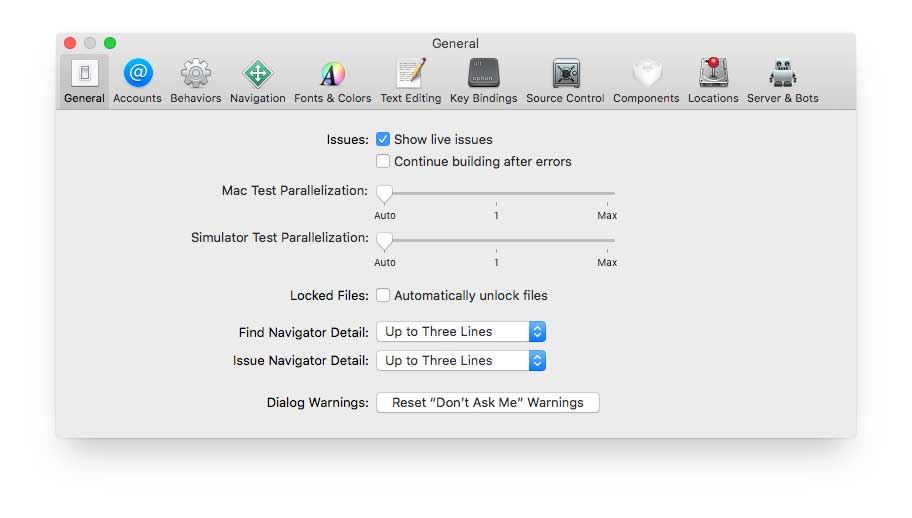 General
General Accounts Behaviors Navigation Fonts & Colors Text Editing Key Bindings Source Control Components Locations Server & Bots
Issues: Show live issues
Continue building after errors
Mac Test Parallelization:
Auto 1 Max
Simulator Test Parallelization:
Auto 1 Max
Locked Files: Automatically unlock files
Find Navigator Detail: Up to Three Lines
Issue Navigator Detail: Up to Three Lines
Dialog Warnings: Reset “Don’t Ask Me” Warnings